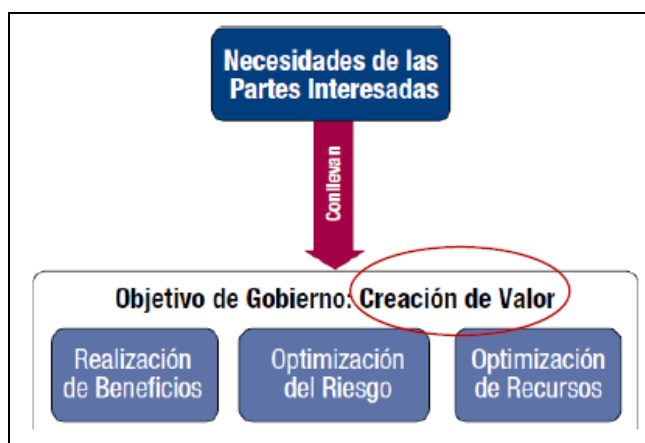 Necesidades de las
Partes Interesadas
Conllevan
Objetivo de Gobierno: Creación de Valor
Realización
de Beneficios
Optimización
del Riesgo
Optimización
de Recursos